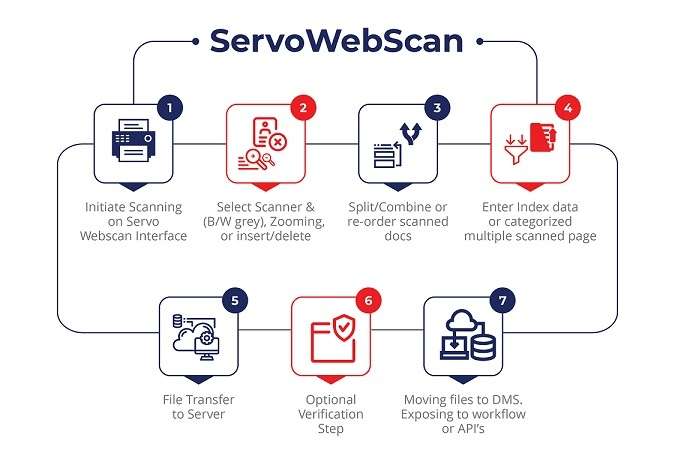 ServoWebScan
1
Initiate Scanning
on Servo
Webscan Interface
2
Select Scanner &
(B/W grey), Zooming,
or insert/delete
3
Split/Combine or
re-order scanned
docs
4
Enter Index data
or categorized
multiple scanned page
5
File Transfer
to Server
6
Optional
Verification
Step
7
Moving files to DMS.
Exposing to workflow
or API's